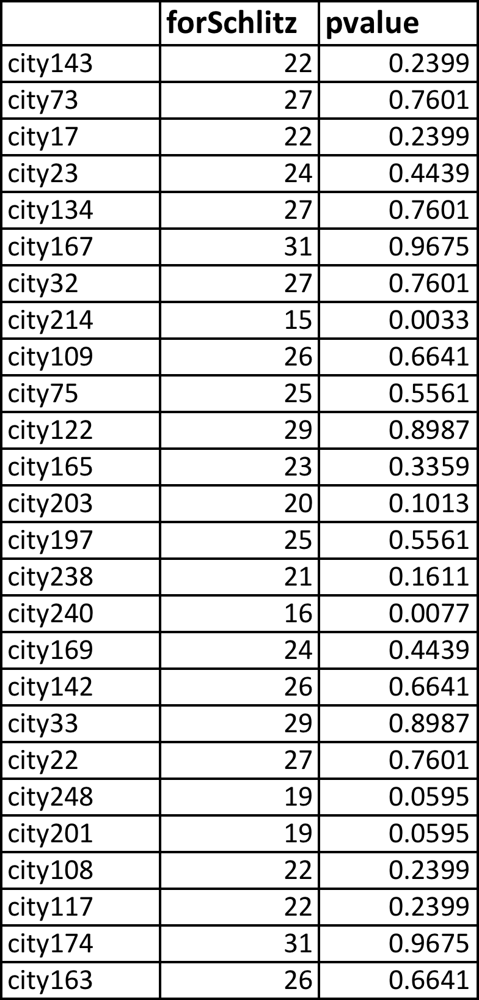 forSchlitz pvalue
city143 22 0.2399
city73 27 0.7601
city17 22 0.2399
city23 24 0.4439
city134 27 0.7601
city167 31 0.9675
city32 27 0.7601
city214 15 0.0033
city109 26 0.6641
city75 25 0.5561
city122 29 0.8987
city165 23 0.3359
city203 20 0.1013
city197 25 0.5561
city238 21 0.1611
city240 16 0.0077
city169 24 0.4439
city142 26 0.6641
city33 29 0.8987
city22 27 0.7601
city248 19 0.0595
city201 19 0.0595
city108 22 0.2399
city117 22 0.2399
city174 31 0.9675
city163 26 0.6641